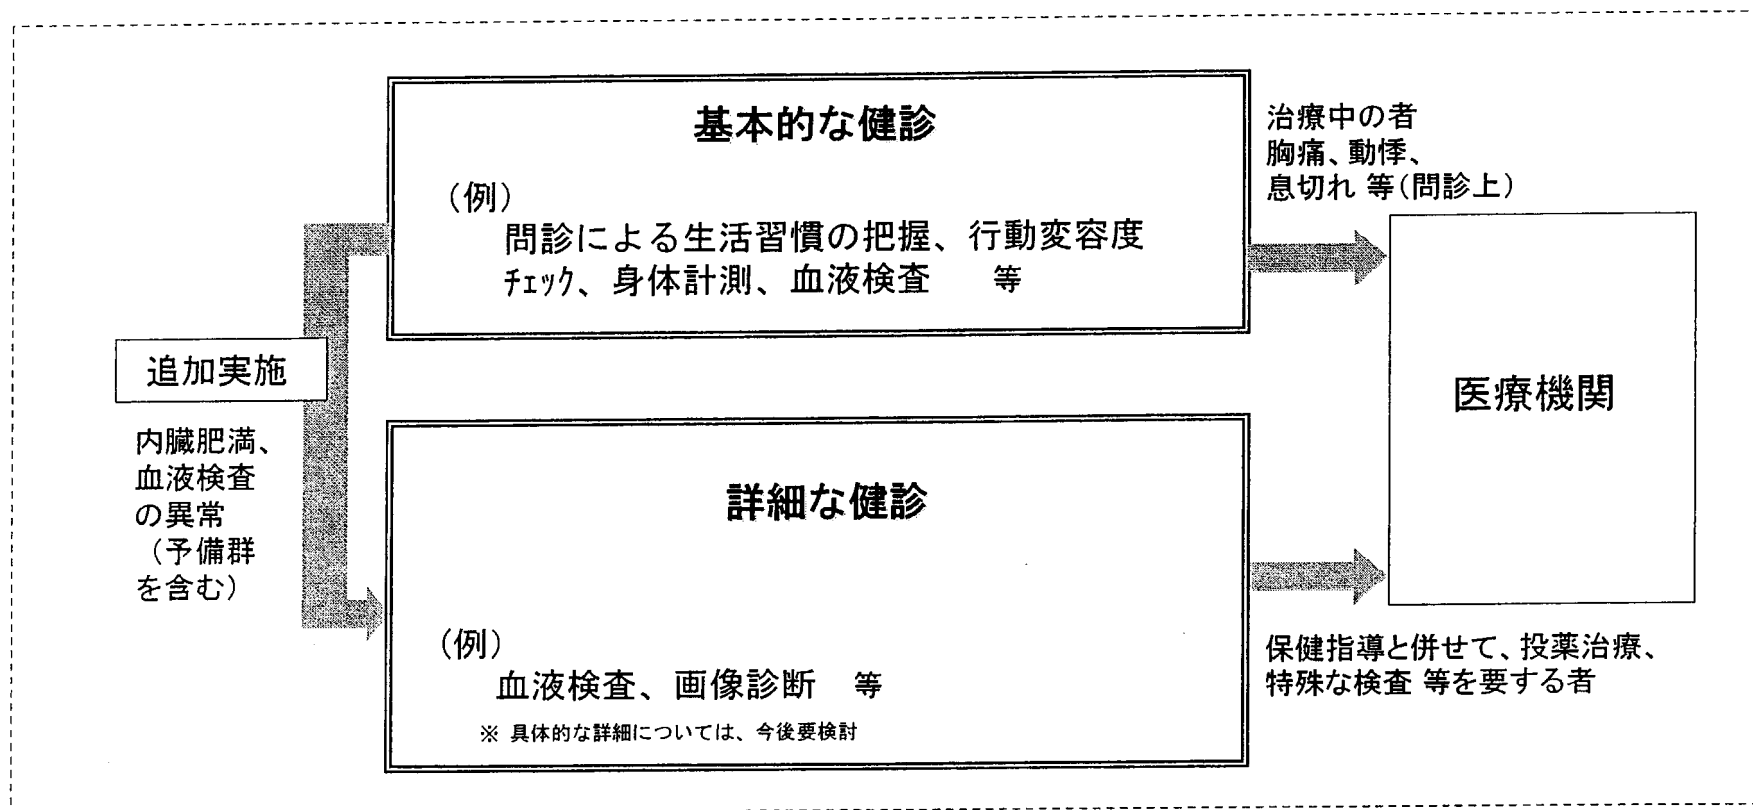 基本的な健診
（例）
問診による生活習慣の把握、行動変容度
ﾁｪｯｸ、身体計測、血液検査　等
治療中の者
胸痛、動悸、
息切れ 等（問診上）
追加実施
内臓肥満、
血液検査
の異常
（予備群
を含む）
医療機関
詳細な健診
（例）
血液検査、画像診断　等
※ 具体的な詳細については、今後要検討
保健指導と併せて、投薬治療、
特殊な検査 等を要する者